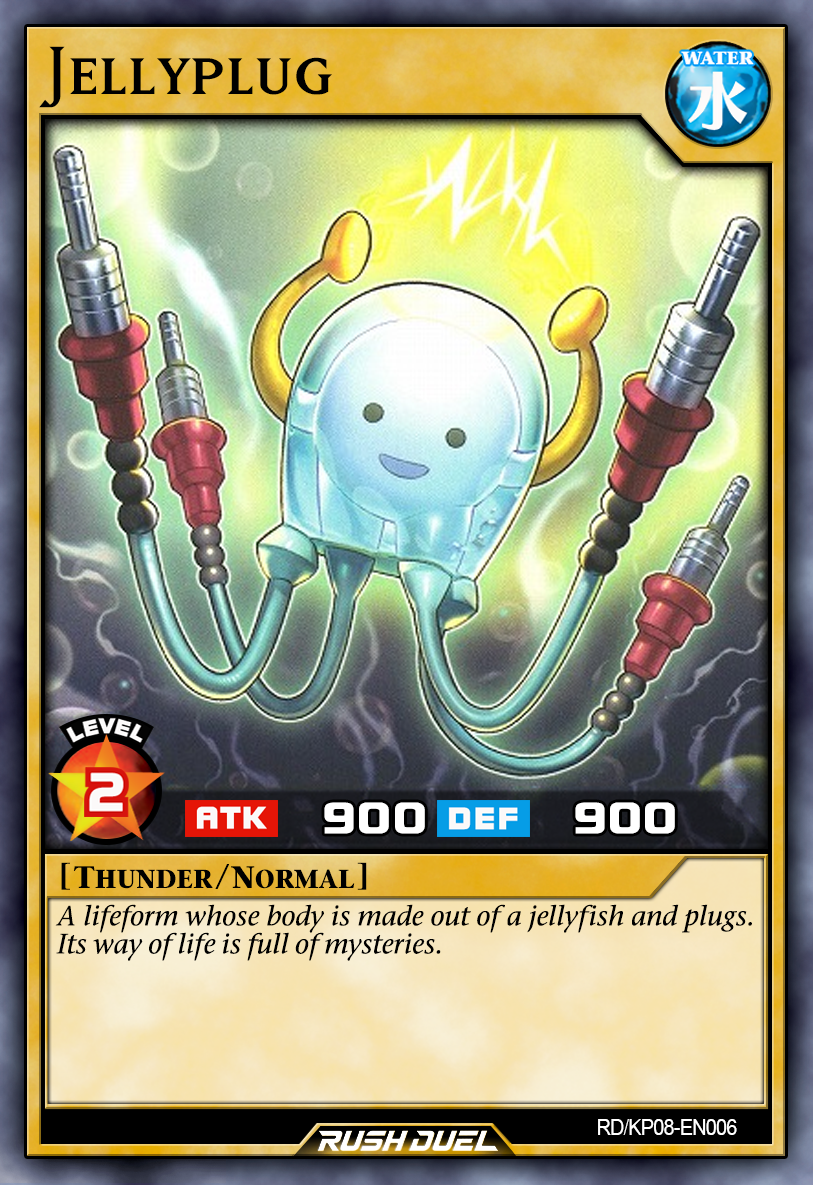 JELLYPLUG
WATER
水
LEVEL
2
ATK 900 DEF 900
[THUNDER/NORMAL]
A lifeform whose body is made out of a jellyfish and plugs.
Its way of life is full of mysteries.
RD/KP08-EN006
RUSH DUEL